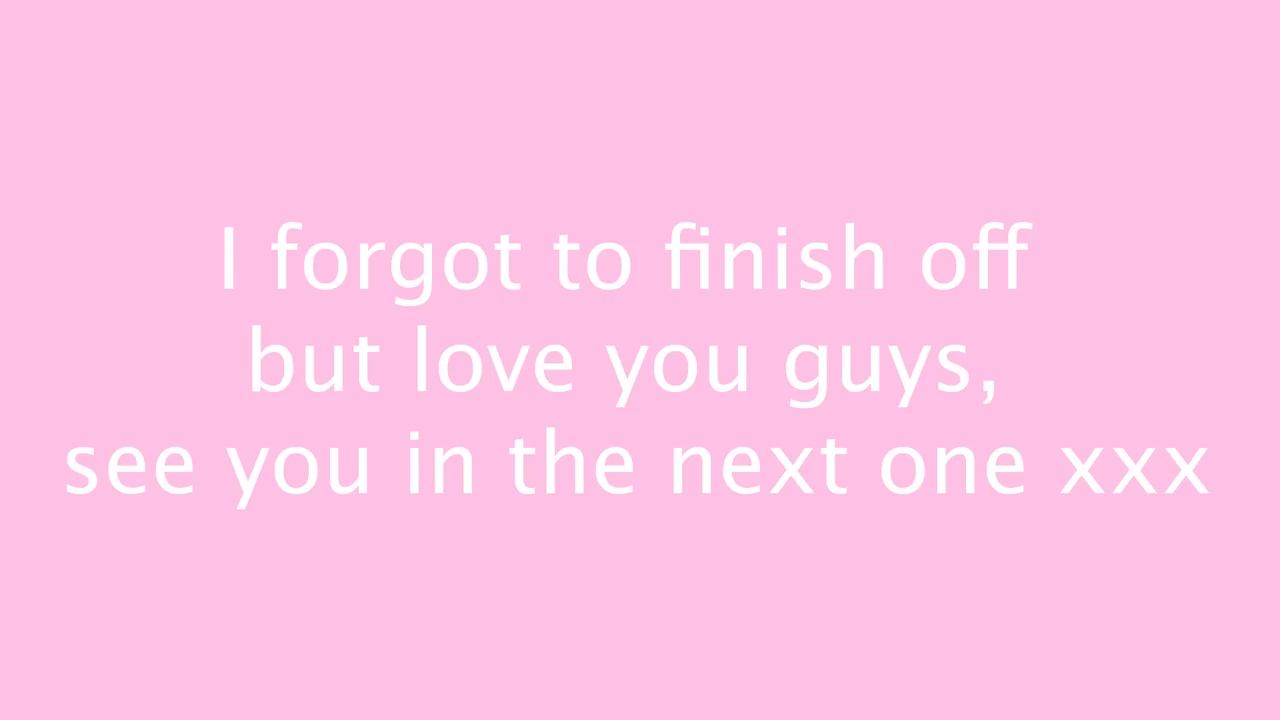 I forgot to finish off
but love you guys,
see you in the next one xxx